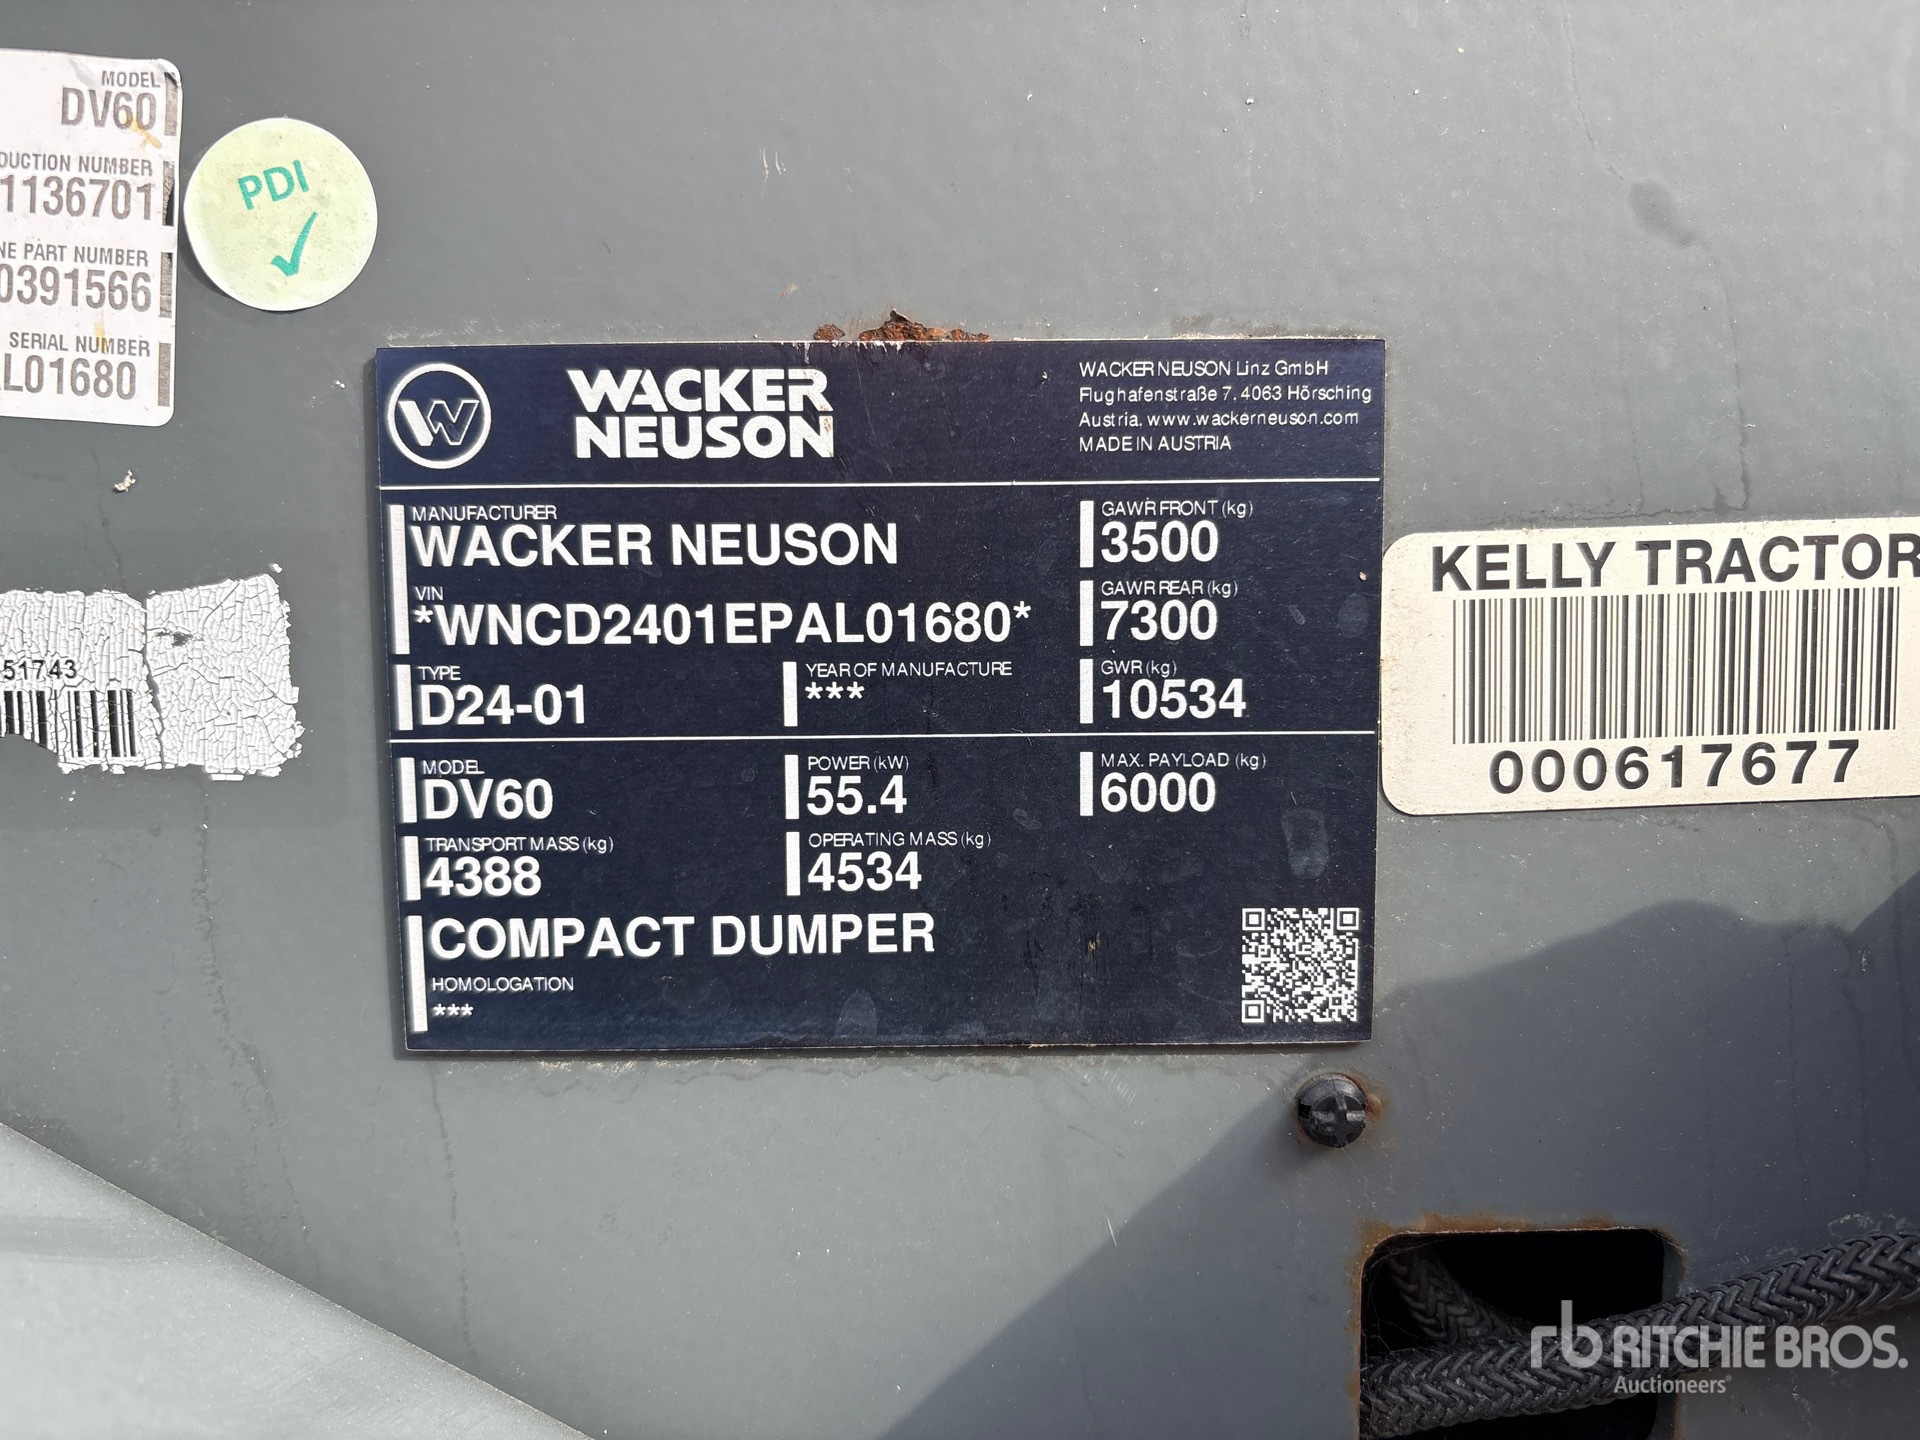 MODEL
DV60
DUCTION NUMBER
1136701
NE PART NUMBER
0391566
SERIAL NUMBER
L01680
PDI
51743
WACKER
NEUSON
WACKER NEUSON Linz GmbH
Flughafenstraße 7, 4063 Hörsching
Austria, www.wackerneuson.com
MADE IN AUSTRIA
MANUFACTURER
WACKER NEUSON
VIN
*WNCD2401EPAL01680*
TYPE
D24-01
YEAR OF MANUFACTURE
***
GAWR FRONT (kg)
3500
GAWR REAR (kg)
7300
GWR (kg)
10534
MODEL
DV60
POWER (kW)
55.4
MAX. PAYLOAD (kg)
6000
TRANSPORT MASS (kg)
4388
OPERATING MASS (kg)
4534
COMPACT DUMPER
HOMOLOGATION
***
KELLY TRACTOR
000617677
rb RITCHIE BROS.
Auctioneers